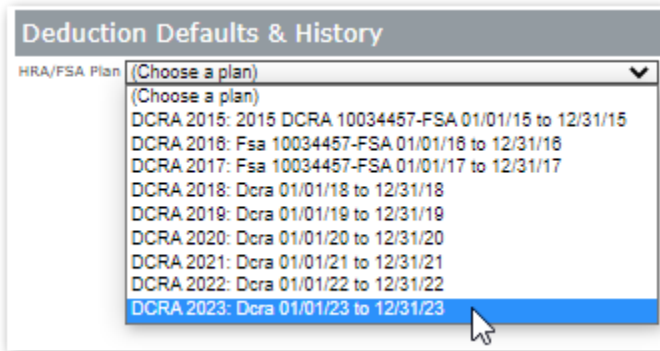 Deduction Defaults & History
HRA/FSA Plan (Choose a plan)
(Choose a plan)
DCRA 2015: 2015 DCRA 10034457-FSA 01/01/15 to 12/31/15
DCRA 2016: Fsa 10034457-FSA 01/01/16 to 12/31/16
DCRA 2017: Fsa 10034457-FSA 01/01/17 to 12/31/17
DCRA 2018: Dcra 01/01/18 to 12/31/18
DCRA 2019: Dcra 01/01/19 to 12/31/19
DCRA 2020: Dcra 01/01/20 to 12/31/20
DCRA 2021: Dcra 01/01/21 to 12/31/21
DCRA 2022: Dcra 01/01/22 to 12/31/22
DCRA 2023: Dcra 01/01/23 to 12/31/23